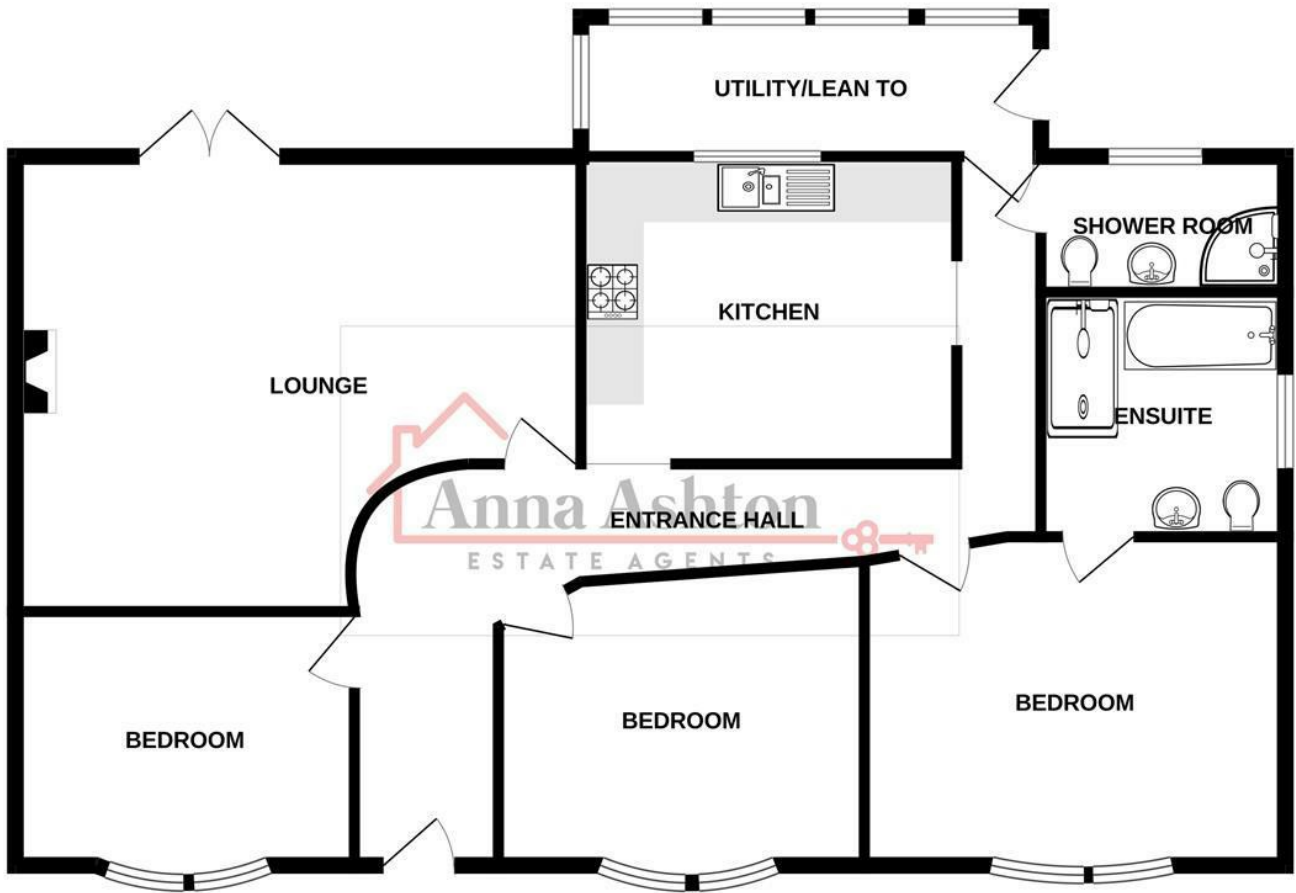 UTILITY/LEAN TO
SHOWER ROOM
KITCHEN
LOUNGE
ENSUITE
Anna Ashton
ENTRANCE HALL
ESTATE AGENTS
BEDROOM
BEDROOM
BEDROOM